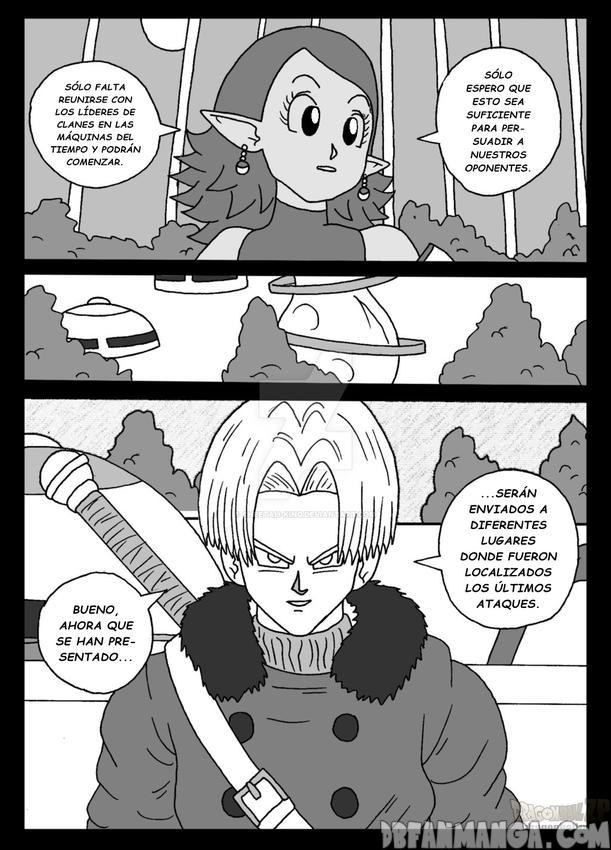 SÓLO FALTA
REUNIRSE CON
LOS LÍDERES DE
CLANES EN LAS
MÁQUINAS DEL
TIEMPO Y PODRÁN
COMENZAR.
SÓLO
ESPERO QUE
ESTO SEA
SUFICIENTE
PARA PER-
SUADIR A
NUESTROS
OPONENTES.
BUENO,
AHORA QUE
SE HAN PRE-
SENTADO...
...SERÁN
ENVIADOS A
DIFERENTES
LUGARES
DONDE FUERON
LOCALIZADOS
LOS ÚLTIMOS
ATAQUES.
DBFANMANGA.COM